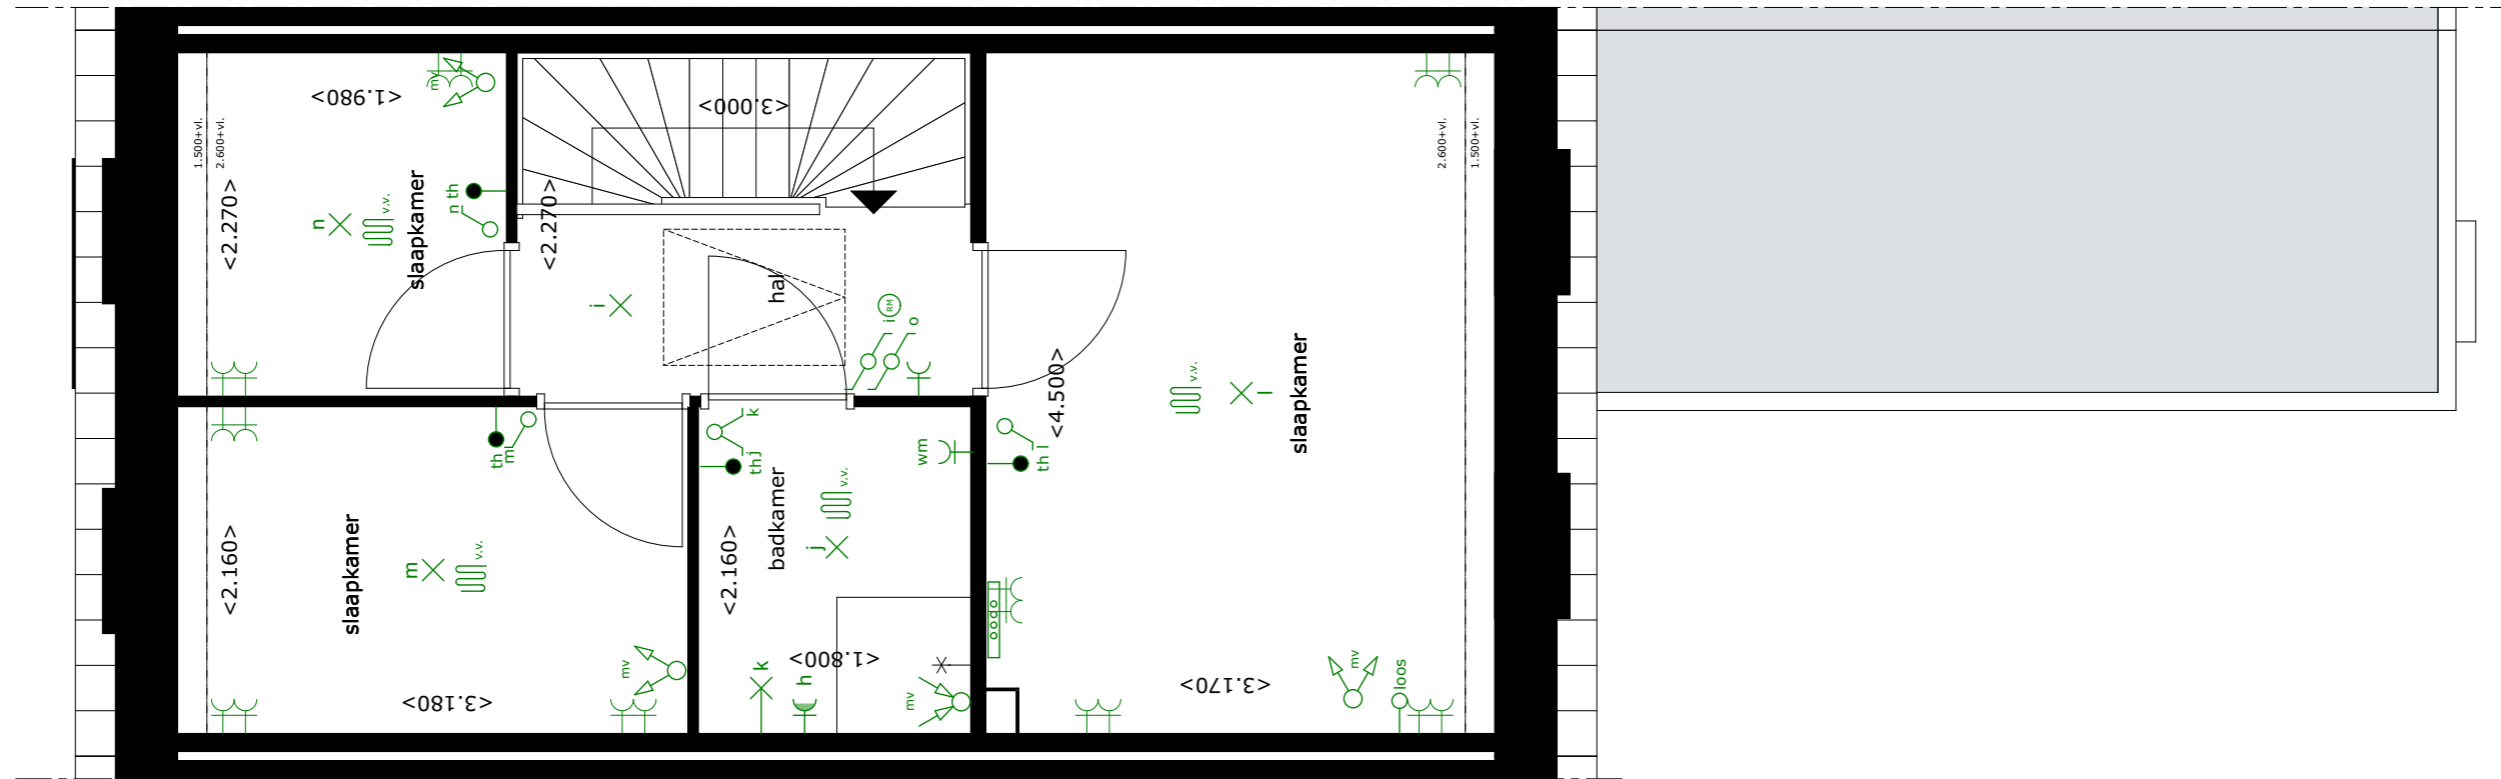 <1.980>
mv
1.500+vl.
2.600+vl.
<2.270>
slaapkamer
n
v.v.
n th
<3.000>
<2.270>
hal
i
i
RM
o
2.600+vl.
1.500+vl.
slaapkamer
<4.500>
v.v.
l
th l
<3.170>
mv
loos
th
m
slaapkamer
m
v.v.
<2.160>
<3.180>
mv
k
th j
wm
badkamer
v.v.
j
<2.160>
<1.800>
k
h
mv